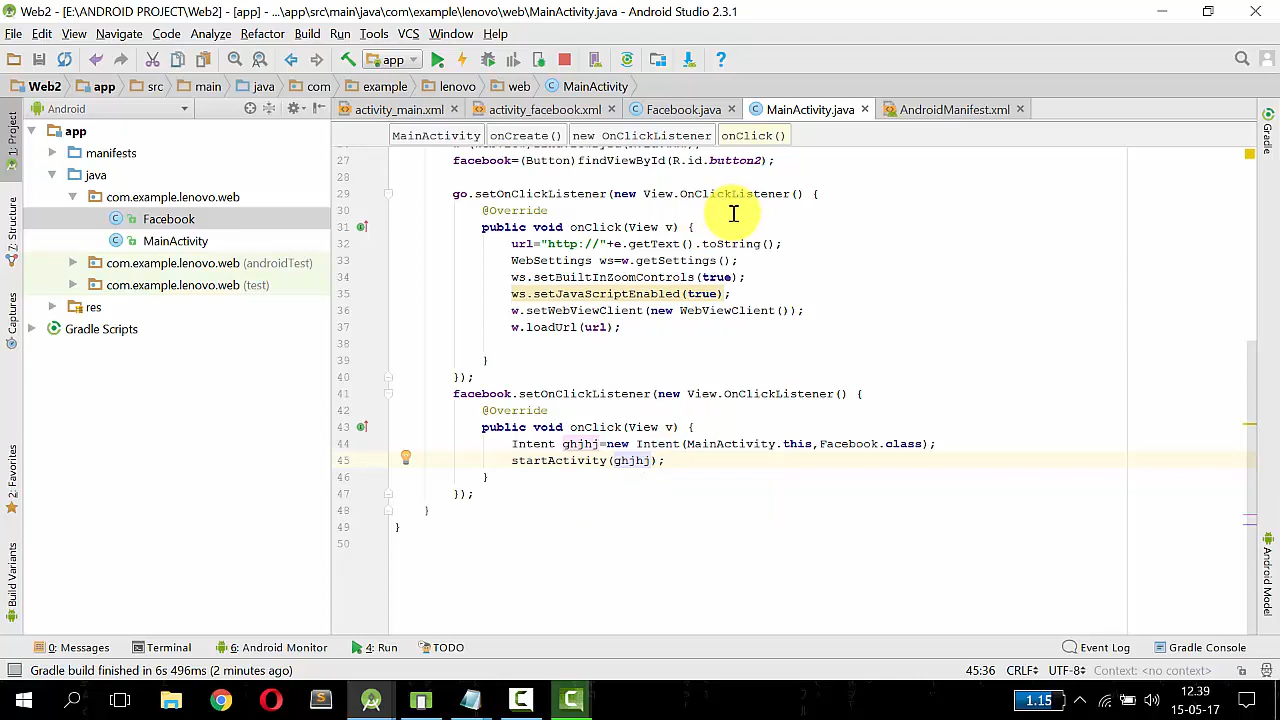 Web2 - [E:\ANDROID PROJECT\Web2] - [app] - ...\app\src\main\java\com\example\lenovo\web\MainActivity.java - Android Studio 2.3.1
File Edit View Navigate Code Analyze Refactor Build Run Tools VCS Window Help
app
Web2 app src main java com example lenovo web MainActivity
Android
activity_main.xml activity_facebook.xml Facebook.java MainActivity.java AndroidManifest.xml
MainActivity onCreate() new OnClickListener onClick()
1: Project
7: Structure
Captures
2: Favorites
Build Variants
app
manifests
java
com.example.lenovo.web
Facebook
MainActivity
com.example.lenovo.web (androidTest)
com.example.lenovo.web (test)
res
Gradle Scripts
27 facebook=(Button)findViewById(R.id.button2);
28
29 go.setOnClickListener(new View.OnClickListener() {
30 @Override
31 public void onClick(View v) {
32 url="http://"+e.getText().toString();
33 WebSettings ws=w.getSettings();
34 ws.setBuiltInZoomControls(true);
35 ws.setJavaScriptEnabled(true);
36 w.setWebViewClient(new WebViewClient());
37 w.loadUrl(url);
38
39 }
40 });
41 facebook.setOnClickListener(new View.OnClickListener() {
42 @Override
43 public void onClick(View v) {
44 Intent ghjhj=new Intent(MainActivity.this,Facebook.class);
45 startActivity(ghjhj);
46 }
47 });
48 }
49 }
50
Gradle
Android Model
0: Messages Terminal 6: Android Monitor 4: Run TODO Event Log Gradle Console
Gradle build finished in 6s 496ms (2 minutes ago) 45:36 CRLF UTF-8 Context: <no context>
1.15 12.39
15-05-17